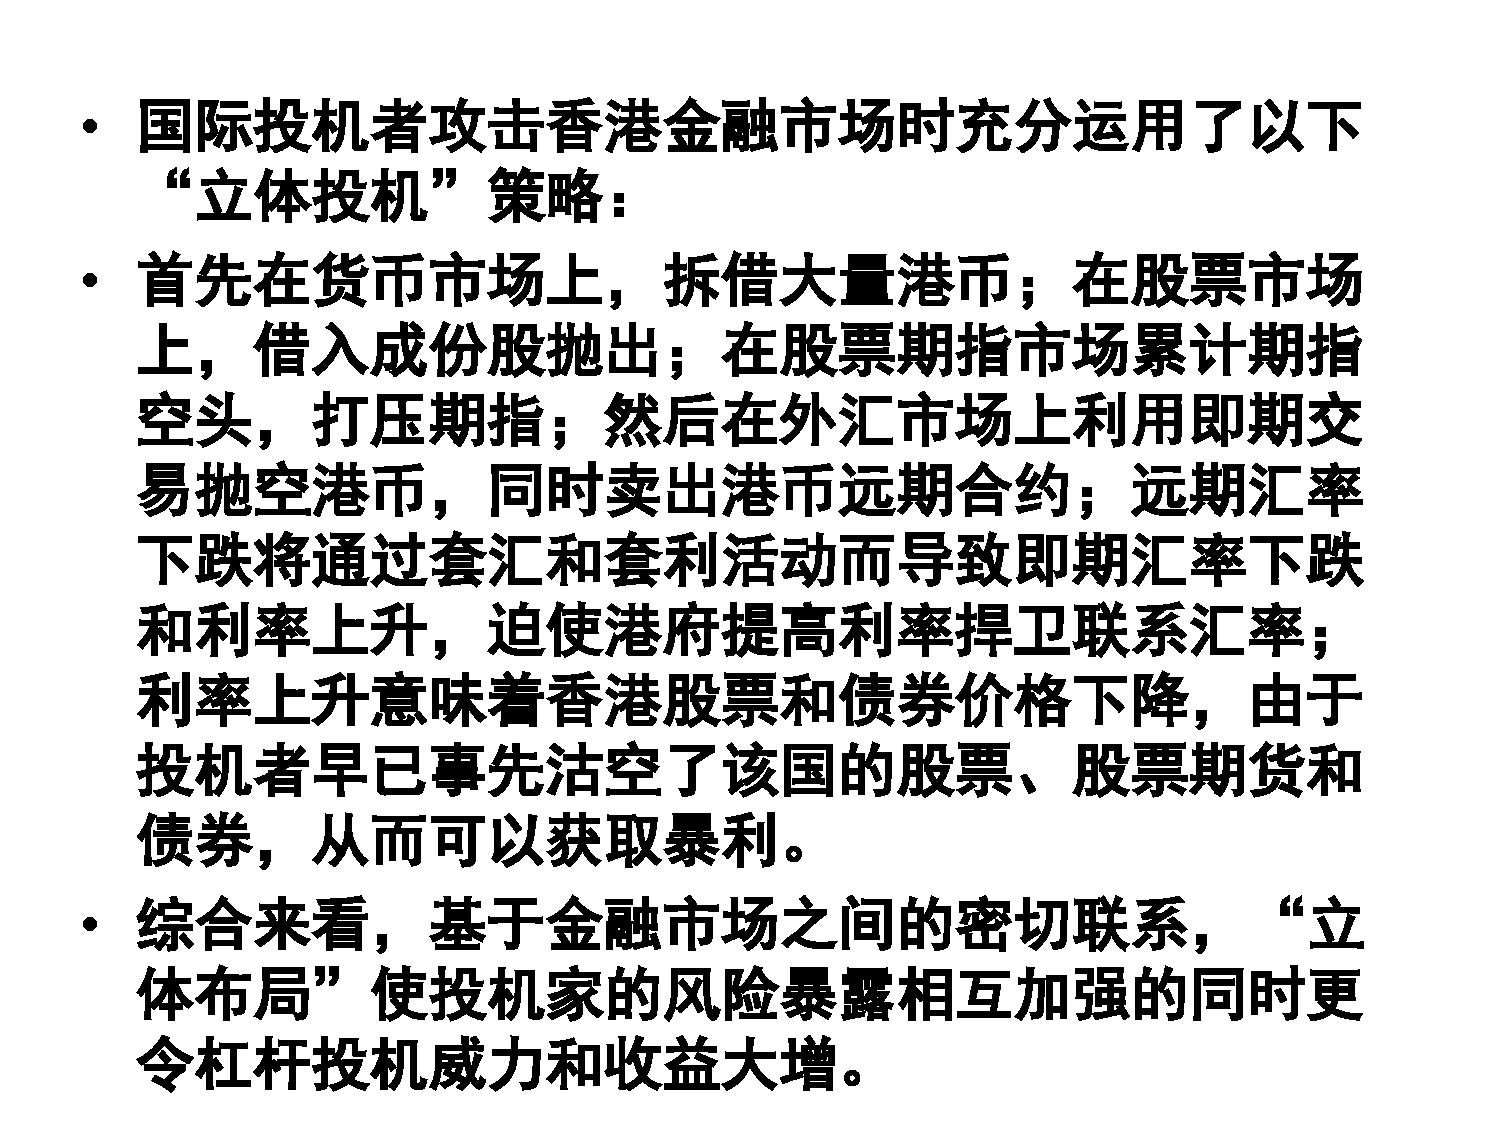 • 国际投机者攻击香港金融市场时充分运用了以下
“立体投机”策略：
• 首先在货币市场上，拆借大量港币；在股票市场
上，借入成份股抛出；在股票期指市场累计期指
空头，打压期指；然后在外汇市场上利用即期交
易抛空港币，同时卖出港币远期合约；远期汇率
下跌将通过套汇和套利活动而导致即期汇率下跌
和利率上升，迫使港府提高利率捍卫联系汇率；
利率上升意味着香港股票和债券价格下降，由于
投机者早已事先沽空了该国的股票、股票期货和
债券，从而可以获取暴利。
• 综合来看，基于金融市场之间的密切联系，“立
体布局”使投机家的风险暴露相互加强的同时更
令杠杆投机威力和收益大增。